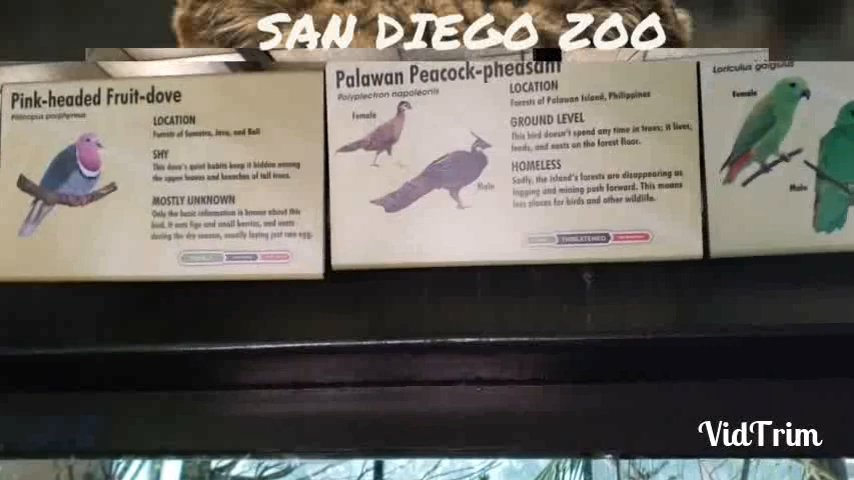 SAN DIEGO ZOO
Pink-headed Fruit-dove
Ptilinopus porphyreus
LOCATION
Forests of Sumatra, Java, and Bali
SHY
This dove's quiet habits keep it hidden among
the upper leaves and branches of tall trees.
MOSTLY UNKNOWN
Only the basic information is known about this
bird. It eats figs and small berries, and nests
during the dry season, usually laying just one egg.
Palawan Peacock-pheasant
Polyplectron napoleonis
Female
Male
LOCATION
Forests of Palawan Island, Philippines
GROUND LEVEL
This bird doesn't spend any time in trees; it lives,
feeds, and nests on the forest floor.
HOMELESS
Sadly, the island's forests are disappearing as
logging and mining push forward. This means
less places for birds and other wildlife.
THREATENED
Loriculus galgulus
Female
Male
VidTrim